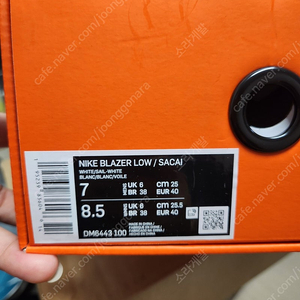 cafe.naver.com/joonggonara
NIKE BLAZER LOW / SACAI
WHITE/SAIL-WHITE
BLANC/BLANC/VOILE
7 UK 6 CM 25
BR 38 EUR 40
8.5 UK 6 CM 25.5
BR 38 EUR 40
DM6443 100